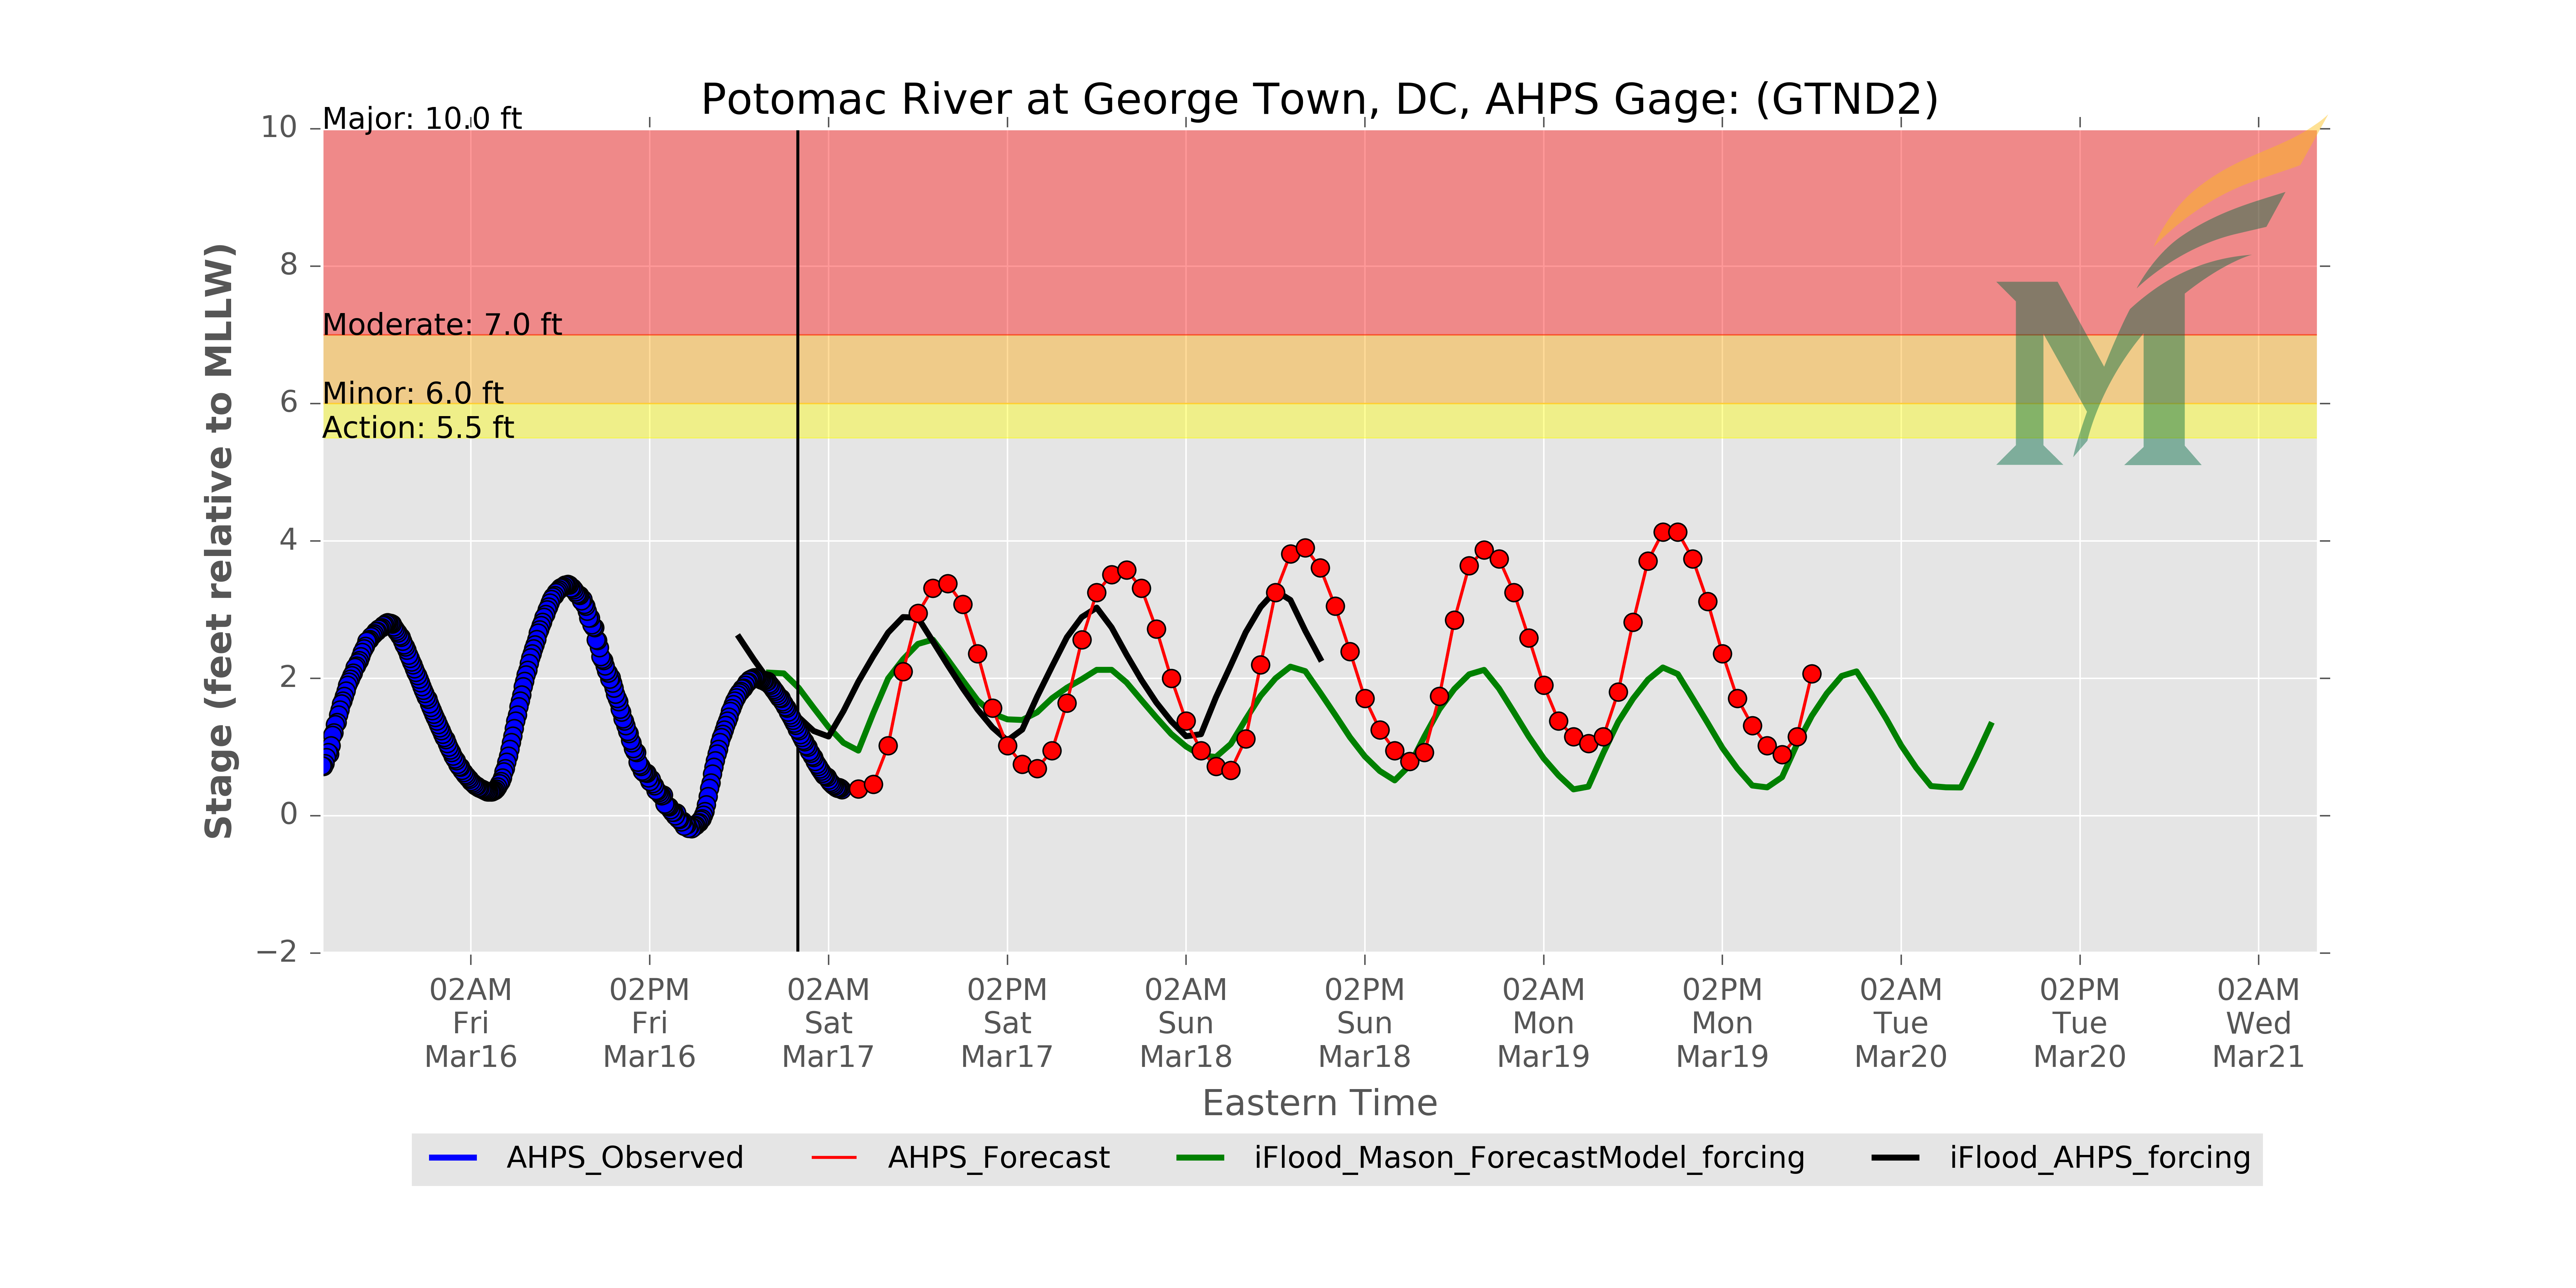 Potomac River at George Town, DC, AHPS Gage: (GTND2)
Major: 10.0 ft
Moderate: 7.0 ft
Minor: 6.0 ft
Action: 5.5 ft
10
8
6
4
2
0
−2
Stage (feet relative to MLLW)
02AM 02PM 02AM 02PM 02AM 02PM 02AM 02PM 02AM 02PM 02AM
Fri Fri Sat Sat Sun Sun Mon Mon Tue Tue Wed
Mar16 Mar16 Mar17 Mar17 Mar18 Mar18 Mar19 Mar19 Mar20 Mar20 Mar21
Eastern Time
AHPS_Observed AHPS_Forecast iFlood_Mason_ForecastModel_forcing iFlood_AHPS_forcing
M